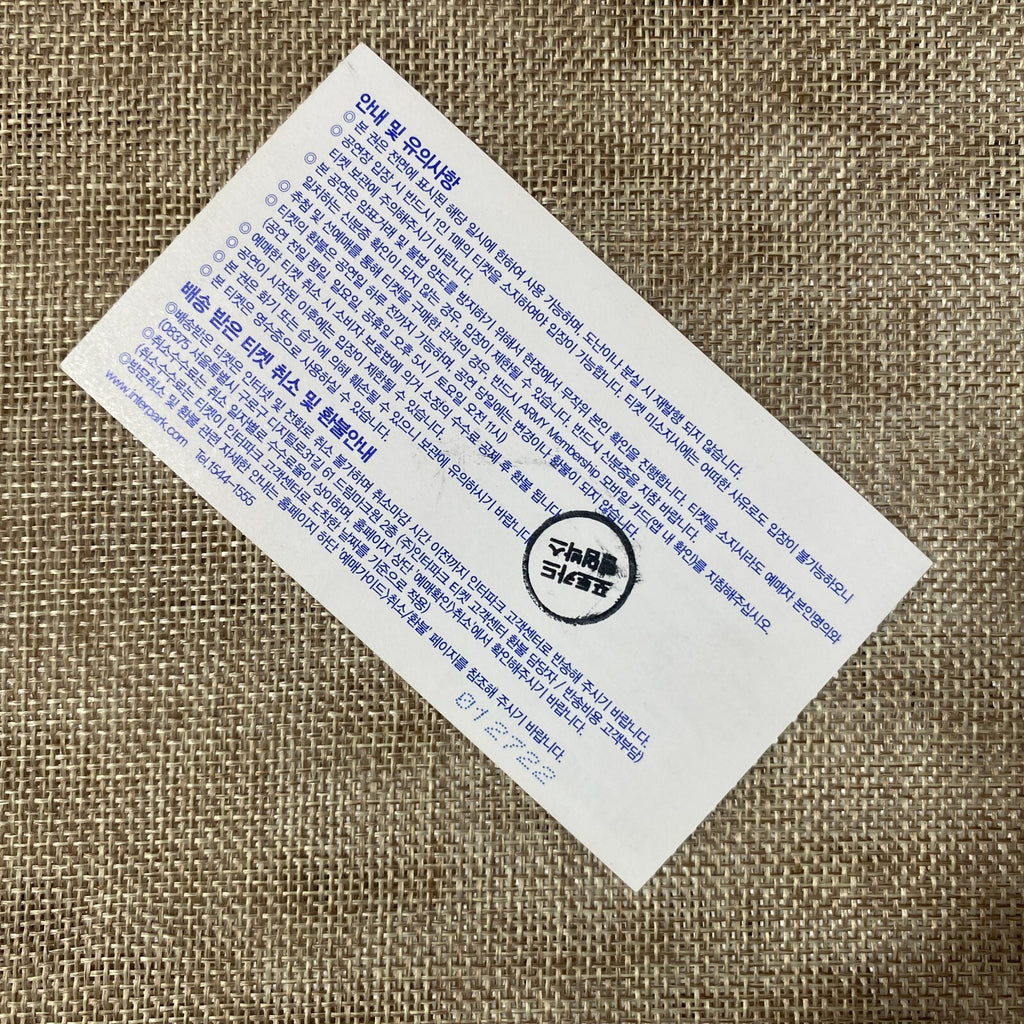 안내 및 유의사항
◎ 본 권은 전면에 표시된 해당 일시에 한하여 사용 가능하며, 도난이나 분실 시 재발행 되지 않습니다.
◎ 공연장 입장 시 반드시 1인 1매의 티켓을 소지하여야 입장이 가능합니다. 티켓 미소지시에는 어떠한 사유로도 입장이 불가능하오니
티켓 보관에 주의해주시기 바랍니다.
◎ 본 공연은 암표거래 및 불법 양도를 방지하기 위해서 현장에서 무작위 본인 확인을 진행합니다. 티켓을 소지시라도 예매자 본인명의와
일치하는 신분증 확인이 되지 않는 경우 입장이 제한될 수 있습니다. 반드시 신분증을 지참 바랍니다.
◎ 추첨 및 선예매를 통해 티켓을 구매한 관객의 경우, 반드시 ARMY Membership 모바일 카드(앱 내 확인)를 지참해주십시오.
◎ 티켓의 환불은 공연일 하루 전까지 가능하며, 공연 당일에는 변경이나 환불이 되지 않습니다.
(공연 전일 평일, 일요일, 공휴일 오후 5시 / 토요일 오전 11시)
◎ 예매한 티켓 취소 시 소비자 보호법에 의거 소정의 수수료 공제 후 환불 됩니다.
◎ 공연이 시작된 이후에는 입장이 제한될 수 있습니다.
◎ 본 권은 화기 또는 습기에 의해 훼손될 수 있으니 보관에 유의하시기 바랍니다.
◎ 본 티켓은 영수증으로 사용하실 수 있습니다.
배송 받은 티켓 취소 및 환불안내
◎배송받은 티켓은 인터넷 및 전화로 취소 불가하며, 취소마감 시간 이전까지 인터파크 고객센터로 반송해 주시기 바랍니다.
(08375 서울특별시 구로구 디지털로31길 61 드림마크원 2층 (주)인터파크 티켓 고객센터 환불 담당자 / 반송비용 고객부담)
◎취소수수료는 취소 일자별로 수수료율이 상이하며, 홈페이지 상단 '예매확인>취소'에서 확인해주시기 바랍니다.
(취소수수료는 티켓이 인터파크 고객센터로 도착한 날짜를 기준으로 적용)
◎방문취소 및 환불 관련 자세한 안내는 홈페이지 하단 '예매가이드>취소/환불' 페이지를 참조해 주시기 바랍니다.
www.interpark.com Tel.1544-1555
012722
포토카드
랜덤박스